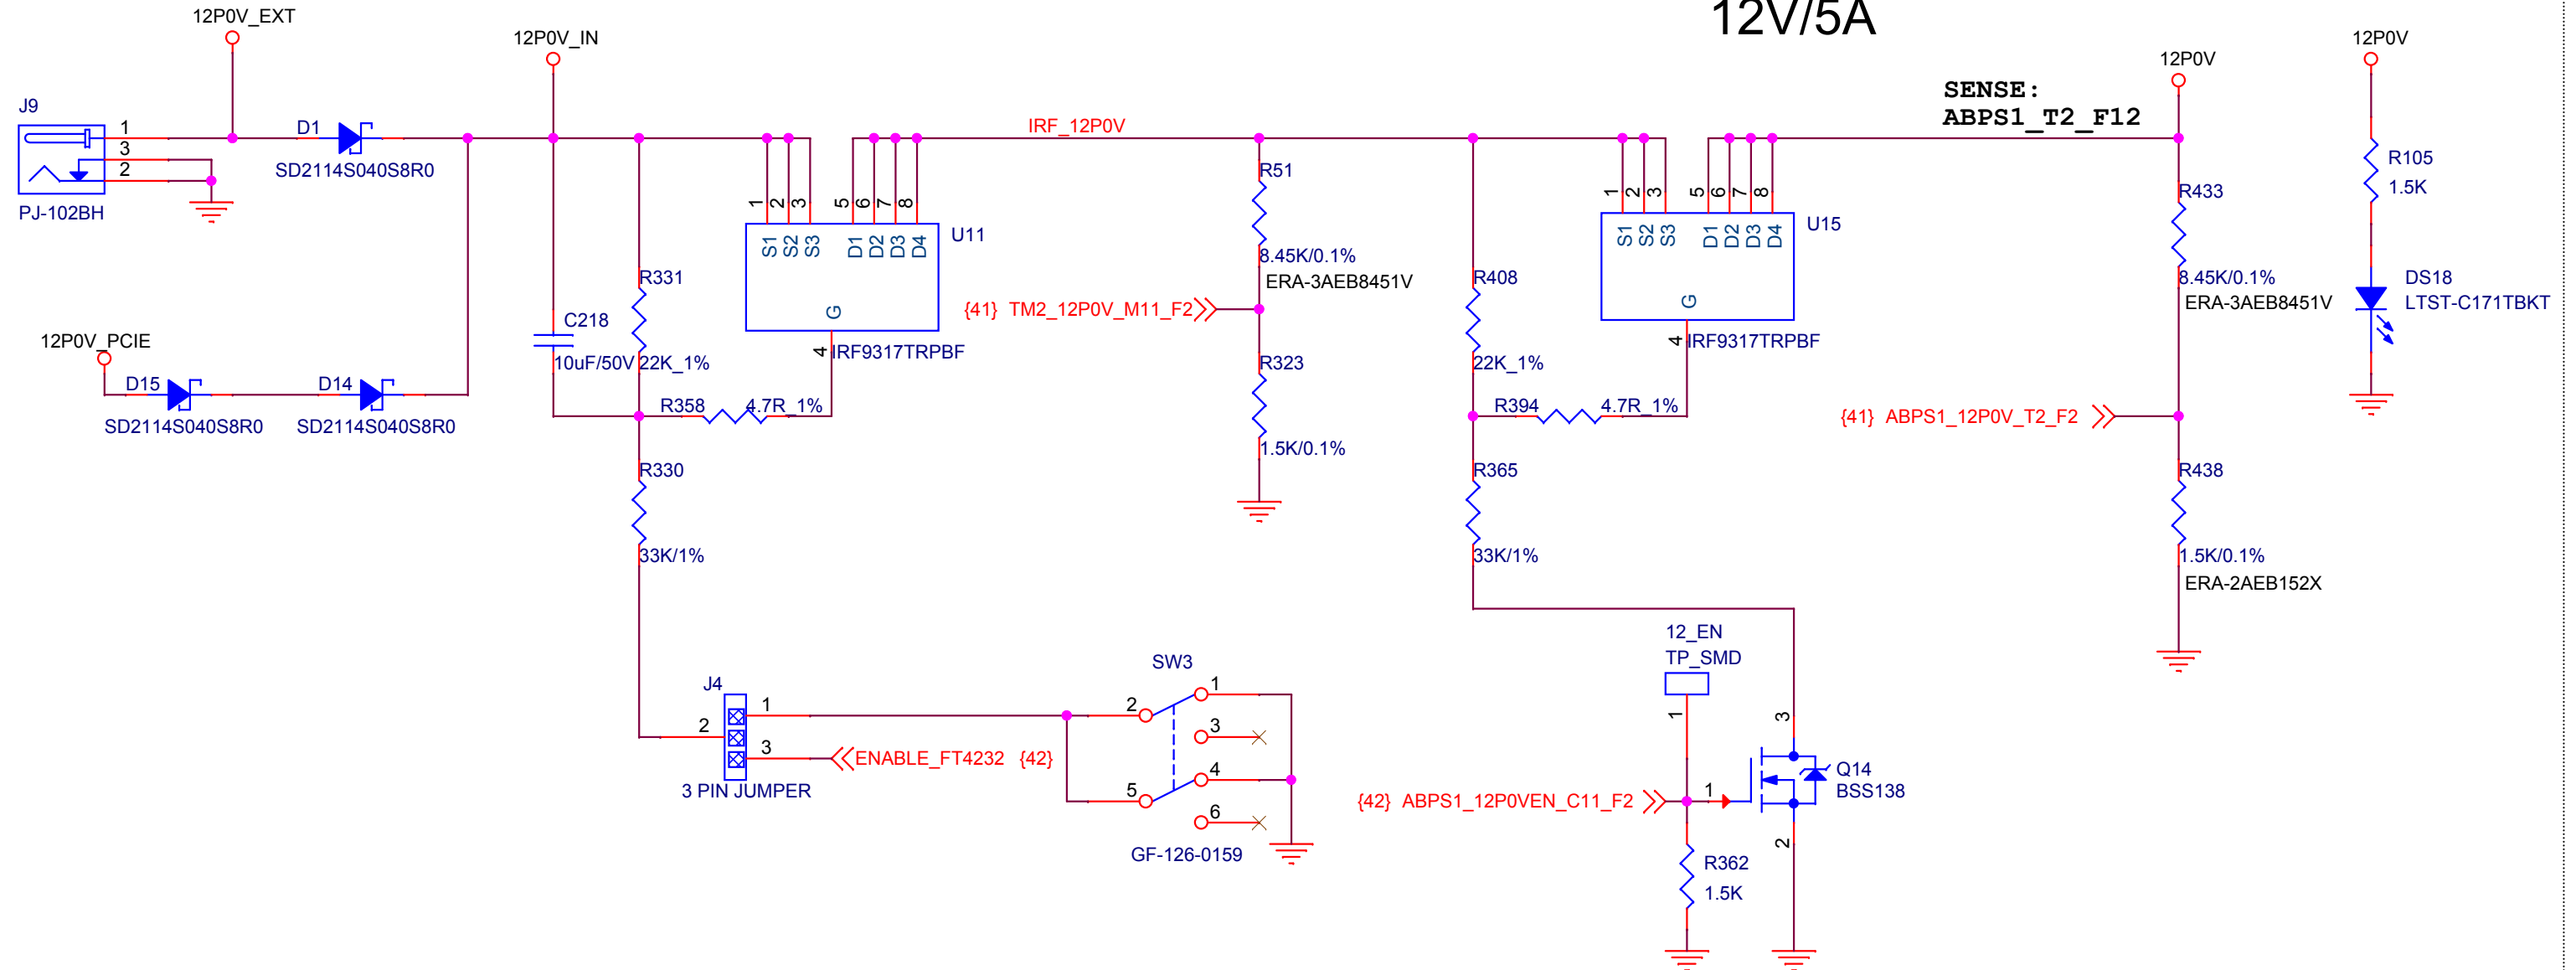 12V/5A
12P0V_EXT
12P0V_IN
12P0V
12P0V
SENSE:
ABPS1_T2_F12
J9
1
3
2
PJ-102BH
D1
SD2114S040S8R0
IRF_12P0V
12P0V_PCIE
D15
SD2114S040S8R0
D14
SD2114S040S8R0
C218
10uF/50V
R331
22K_1%
R358
4.7R_1%
R330
33K/1%
1
2
3
5
6
7
8
S1
S2
S3
D1
D2
D3
D4
G
4
U11
IRF9317TRPBF
R51
8.45K/0.1%
ERA-3AEB8451V
{41} TM2_12P0V_M11_F2
R323
1.5K/0.1%
R408
22K_1%
R394
4.7R_1%
R365
33K/1%
1
2
3
5
6
7
8
S1
S2
S3
D1
D2
D3
D4
G
4
U15
IRF9317TRPBF
R433
8.45K/0.1%
ERA-3AEB8451V
{41} ABPS1_12P0V_T2_F2
R438
1.5K/0.1%
ERA-2AEB152X
R105
1.5K
DS18
LTST-C171TBKT
J4
1
2
3
3 PIN JUMPER
ENABLE_FT4232 {42}
SW3
1
2
3
4
5
6
GF-126-0159
12_EN
TP_SMD
1
{42} ABPS1_12P0VEN_C11_F2
1
3
2
Q14
BSS138
R362
1.5K